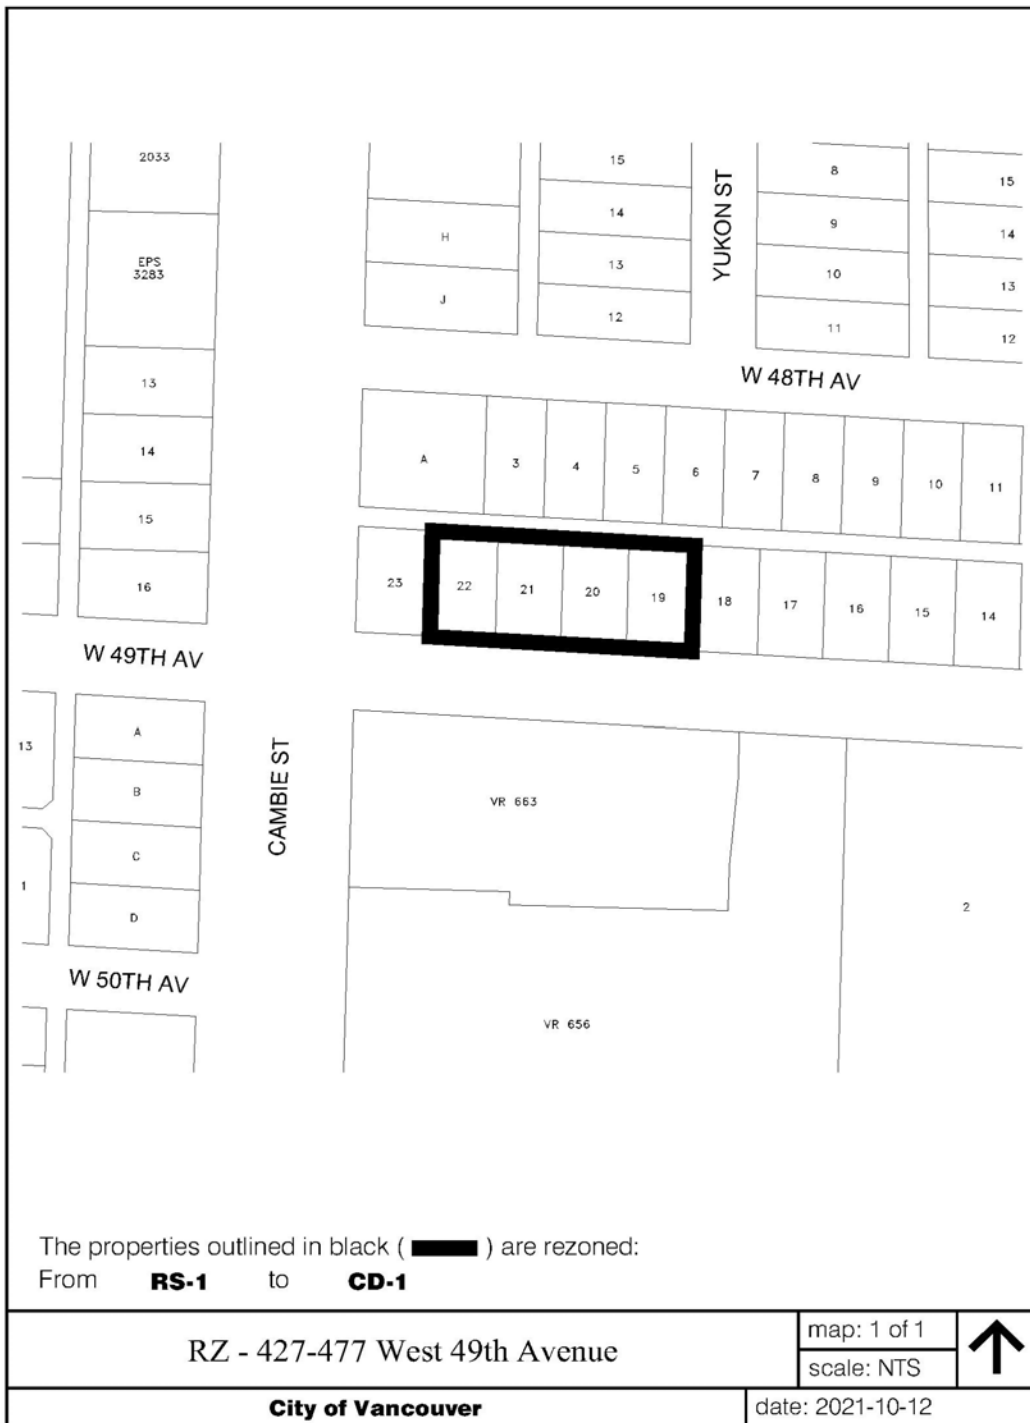 2033
EPS
3283
13
14
15
16
H
J
15
14
13
12
YUKON ST
8
9
10
11
15
14
13
12
W 48TH AV
A
3
4
5
6
7
8
9
10
11
23
22
21
20
19
18
17
16
15
14
W 49TH AV
13
A
B
C
D
1
CAMBIE ST
VR 663
2
W 50TH AV
VR 656
The properties outlined in black ( ) are rezoned:
From RS-1 to CD-1
RZ - 427-477 West 49th Avenue
map: 1 of 1
scale: NTS
City of Vancouver
date: 2021-10-12